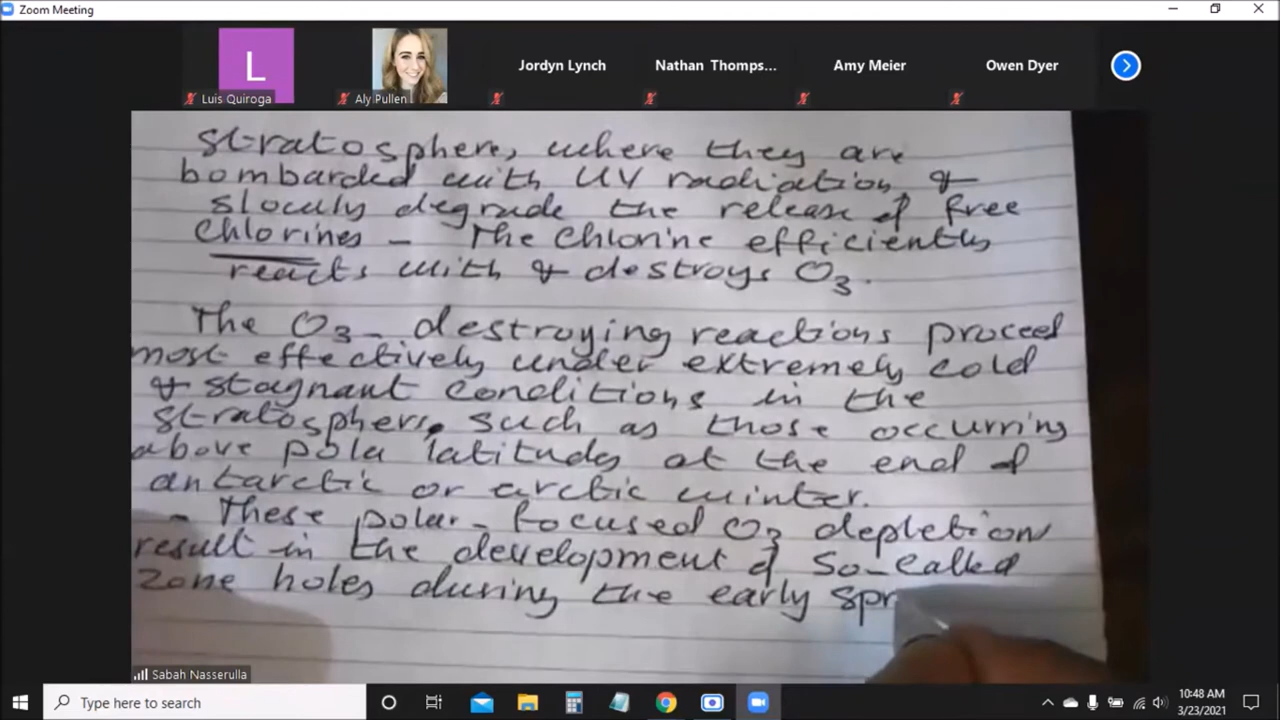 Zoom Meeting
L
Luis Quiroga
Aly Pullen
Jordyn Lynch
Nathan Thomps...
Amy Meier
Owen Dyer
stratosphere, where they are
bombarded with UV radiation, &
slowly degrade the release of free
chlorines - The chlorine efficiently
reacts with & destroys O3.
The O3 - destroying reactions proceed
most effectively under extremely cold
& stagnant conditions in the
stratosphere, such as those occurring
above pola latitudes at the end of
antarctic or arctic winter.
- These polar - focused O3 depletion
result in the development of so-called
zone holes during the early spr
Sabah Nasserulla
Type here to search
10:48 AM
3/23/2021